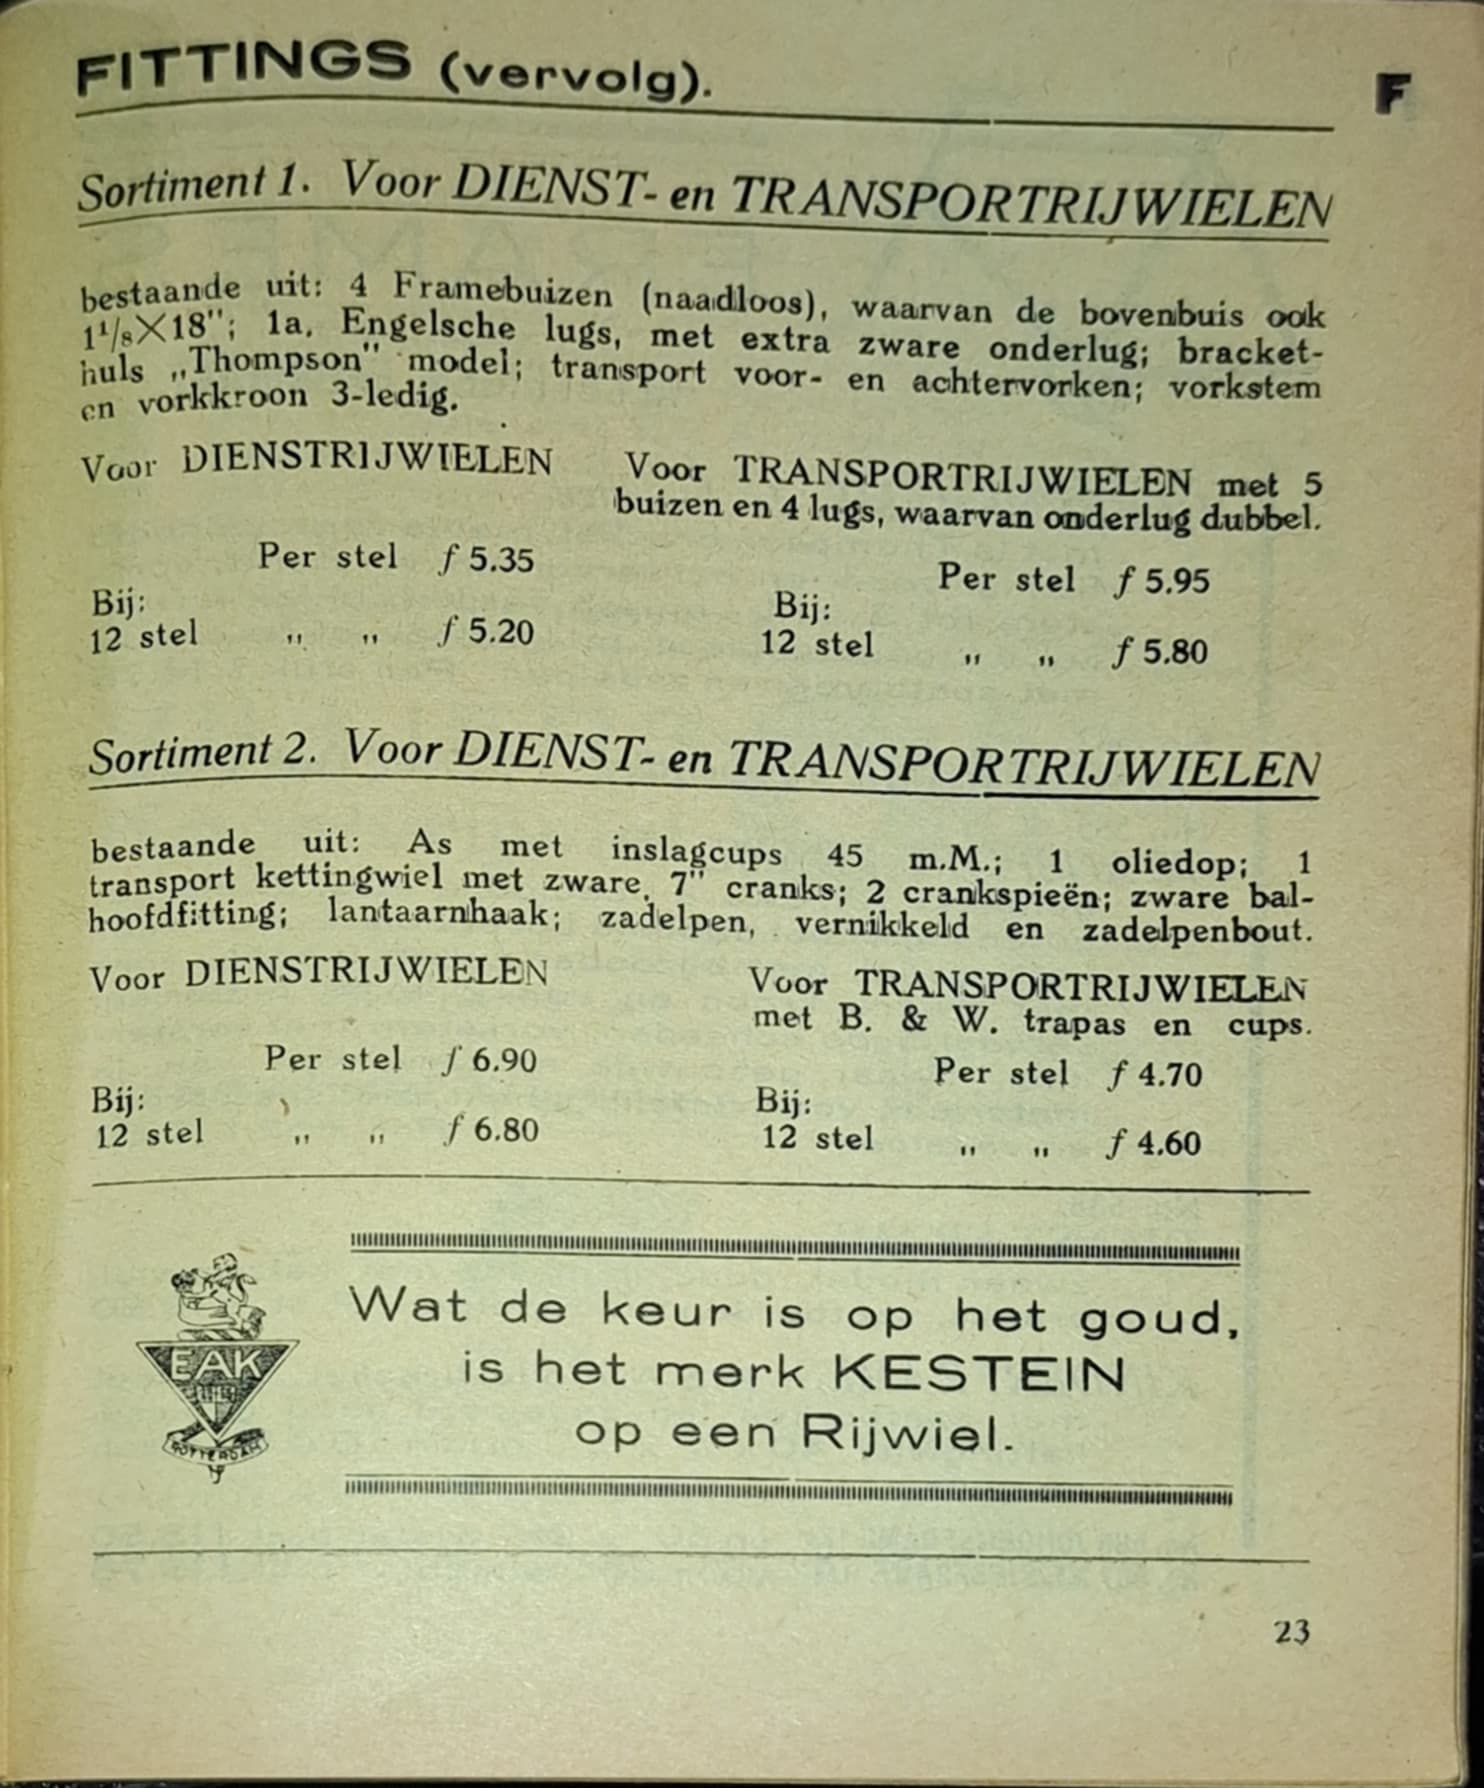 FITTINGS (vervolg).
F
Sortiment 1. Voor DIENST- en TRANSPORTRIJWIELEN
bestaande uit: 4 Framebuizen (naadloos), waarvan de bovenbuis ook
1¹/₈×18"; 1a. Engelsche lugs, met extra zware onderlug; bracket-
huls „Thompson" model; transport voor- en achtervorken; vorkstem
en vorkkroon 3-ledig.
Voor DIENSTRIJWIELEN
Per stel f 5.35
Bij:
12 stel " " f 5.20
Voor TRANSPORTRIJWIELEN met 5
buizen en 4 lugs, waarvan onderlug dubbel.
Per stel f 5.95
Bij:
12 stel " " f 5.80
Sortiment 2. Voor DIENST- en TRANSPORTRIJWIELEN
bestaande uit: As met inslagcups 45 m.M.; 1 oliedop; 1
transport kettingwiel met zware 7" cranks; 2 crankspieën; zware bal-
hoofdfitting; lantaarnhaak; zadelpen, vernikkeld en zadelpenbout.
Voor DIENSTRIJWIELEN
Per stel f 6.90
Bij:
12 stel " " f 6.80
Voor TRANSPORTRIJWIELEN
met B. & W. trapas en cups.
Per stel f 4.70
Bij:
12 stel " " f 4.60
EAK
ROTTERDAM
Wat de keur is op het goud,
is het merk KESTEIN
op een Rijwiel.
23